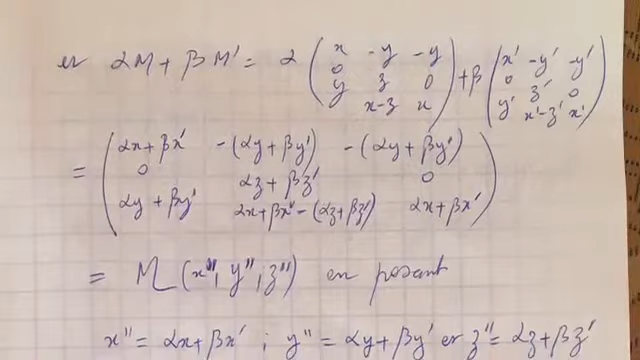 et αM + βM' = α ( x -y -y ) + β ( x' -y' -y' )
0 z 0 0 z' 0
y x-z x y' x'-z' x'
= ( αx+βx' -(αy+βy') -(αy+βy') )
0 αz+βz' 0
αy+βy' αx+βx'-(αz+βz') αx+βx'
= M (x'', y'', z'') en posant
x'' = αx+βx' ; y'' = αy+βy' et z'' = αz+βz'